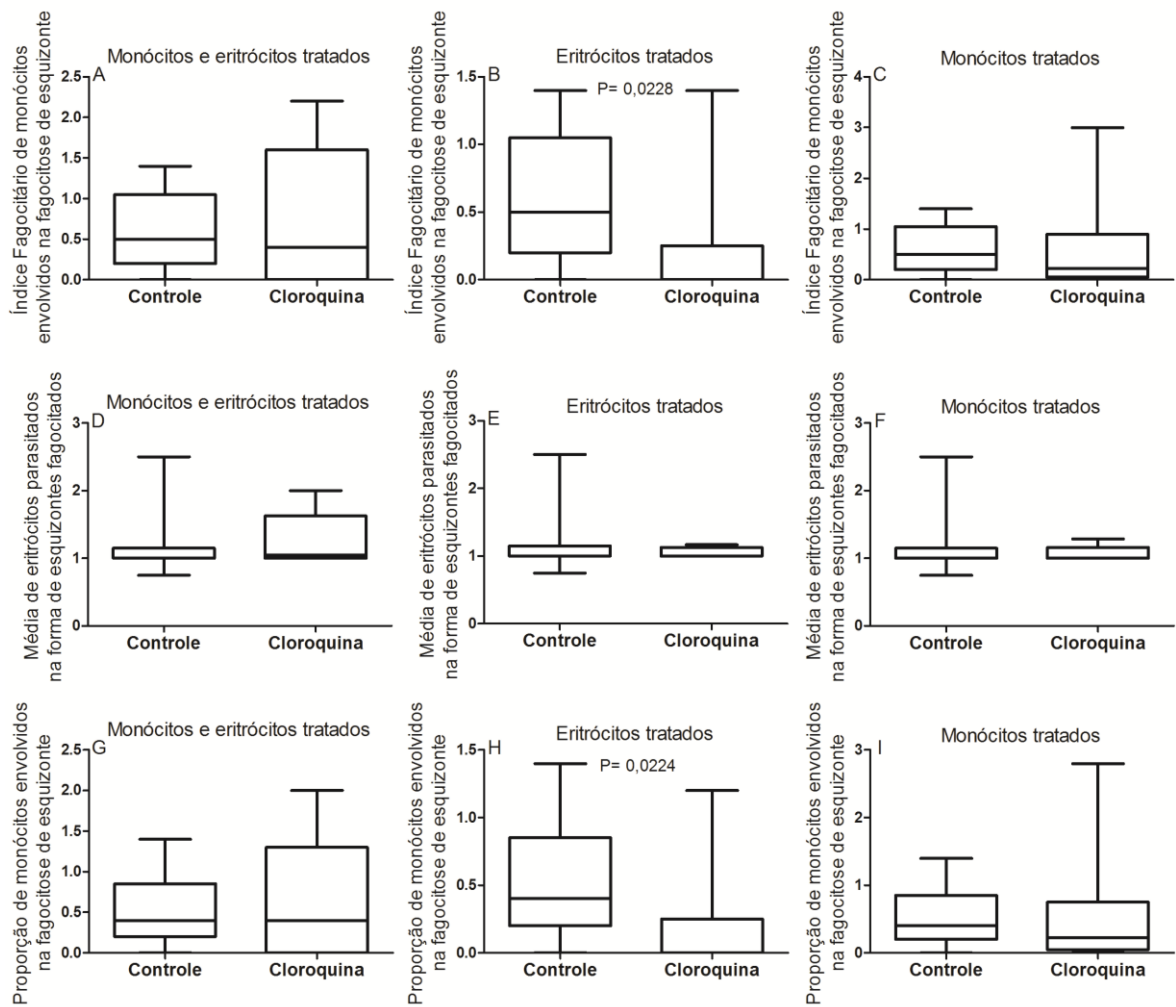 A
Monócitos e eritrócitos tratados
Índice Fagocitário de monócitos
envolvidos na fagocitose de esquizonte
2.5
2.0
1.5
1.0
0.5
0.0
Controle
Cloroquina
B
Eritrócitos tratados
P= 0,0228
Índice Fagocitário de monócitos
envolvidos na fagocitose de esquizonte
1.5
1.0
0.5
0.0
Controle
Cloroquina
C
Monócitos tratados
Índice Fagocitário de monócitos
envolvidos na fagocitose de esquizonte
4
3
2
1
0
Controle
Cloroquina
D
Monócitos e eritrócitos tratados
Média de eritrócitos parasitados
na forma de esquizontes fagocitados
3
2
1
0
Controle
Cloroquina
E
Eritrócitos tratados
Média de eritrócitos parasitados
na forma de esquizontes fagocitados
3
2
1
0
Controle
Cloroquina
F
Monócitos tratados
Média de eritrócitos parasitados
na forma de esquizontes fagocitados
3
2
1
0
Controle
Cloroquina
G
Monócitos e eritrócitos tratados
Proporção de monócitos envolvidos
na fagocitose de esquizonte
2.5
2.0
1.5
1.0
0.5
0.0
Controle
Cloroquina
H
Eritrócitos tratados
P= 0,0224
Proporção de monócitos envolvidos
na fagocitose de esquizonte
1.5
1.0
0.5
0.0
Controle
Cloroquina
I
Monócitos tratados
Proporção de monócitos envolvidos
na fagocitose de esquizonte
3
2
1
0
Controle
Cloroquina